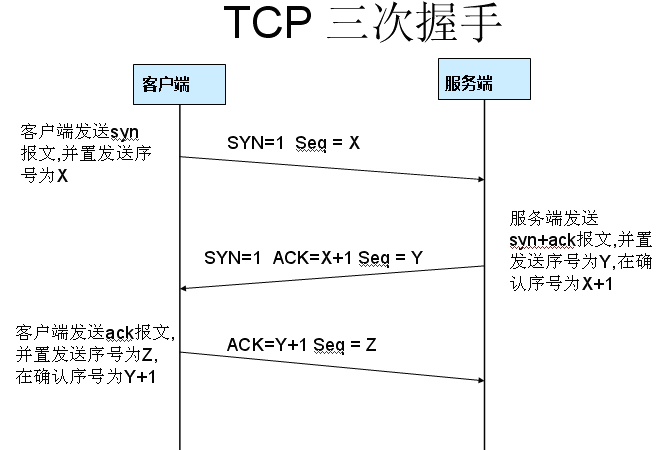 TCP 三次握手
客户端
服务端
客户端发送syn
报文,并置发送序
号为X
SYN=1 Seq = X
服务端发送
syn+ack报文,并置
发送序号为Y,在确
认序号为X+1
SYN=1 ACK=X+1 Seq = Y
客户端发送ack报文,
并置发送序号为Z,
在确认序号为Y+1
ACK=Y+1 Seq = Z